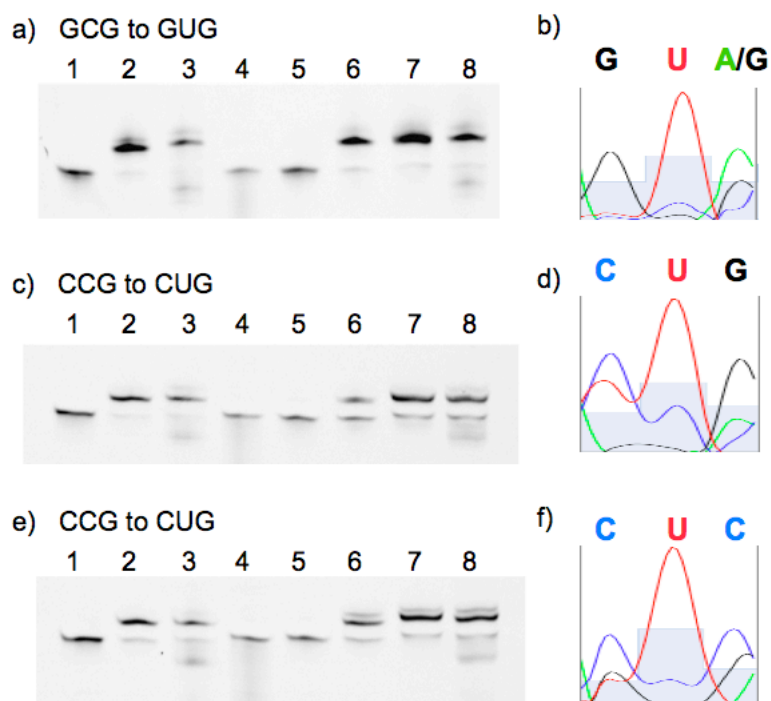 a) GCG to GUG
1 2 3 4 5 6 7 8
b)
G U A/G
c) CCG to CUG
1 2 3 4 5 6 7 8
d)
C U G
e) CCG to CUG
1 2 3 4 5 6 7 8
f)
C U C